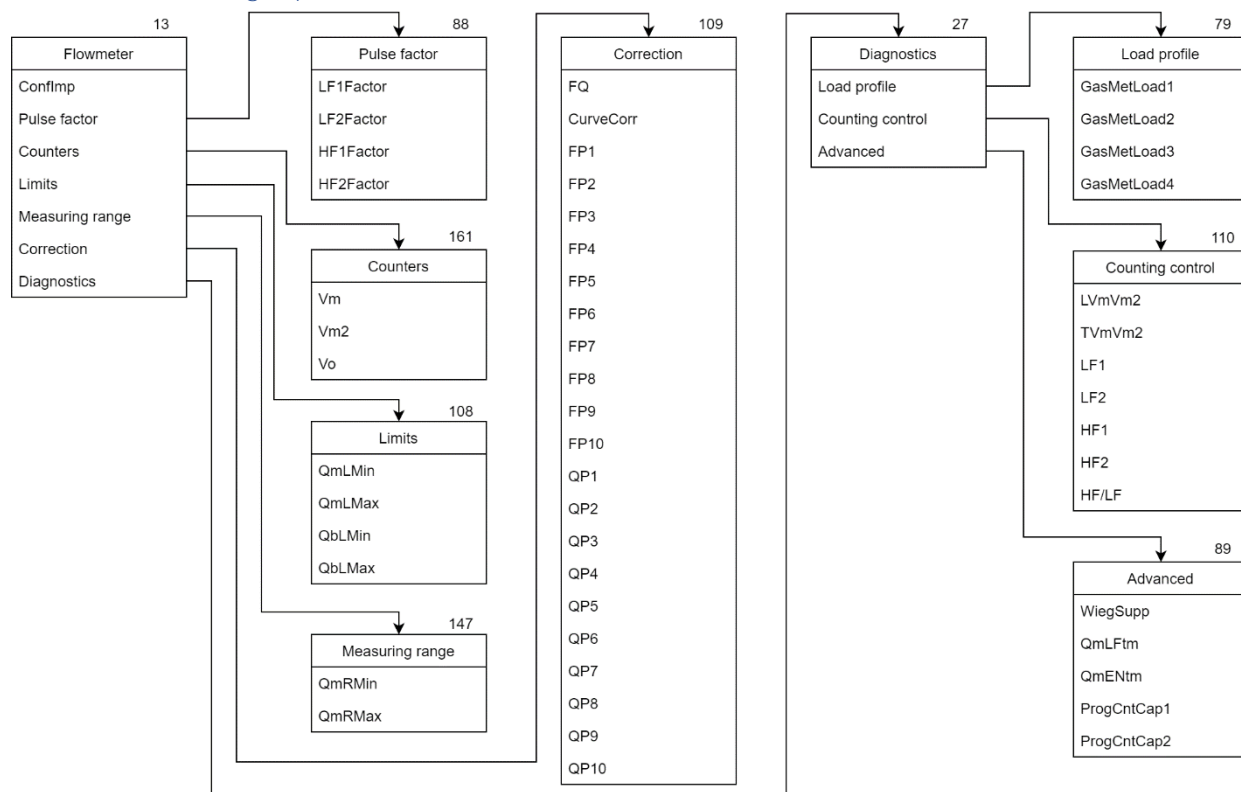 13
Flowmeter
ConfImp
Pulse factor
Counters
Limits
Measuring range
Correction
Diagnostics
88
Pulse factor
LF1Factor
LF2Factor
HF1Factor
HF2Factor
161
Counters
Vm
Vm2
Vo
108
Limits
QmLMin
QmLMax
QbLMin
QbLMax
147
Measuring range
QmRMin
QmRMax
109
Correction
FQ
CurveCorr
FP1
FP2
FP3
FP4
FP5
FP6
FP7
FP8
FP9
FP10
QP1
QP2
QP3
QP4
QP5
QP6
QP7
QP8
QP9
QP10
27
Diagnostics
Load profile
Counting control
Advanced
79
Load profile
GasMetLoad1
GasMetLoad2
GasMetLoad3
GasMetLoad4
110
Counting control
LVmVm2
TVmVm2
LF1
LF2
HF1
HF2
HF/LF
89
Advanced
WiegSupp
QmLFtm
QmENtm
ProgCntCap1
ProgCntCap2